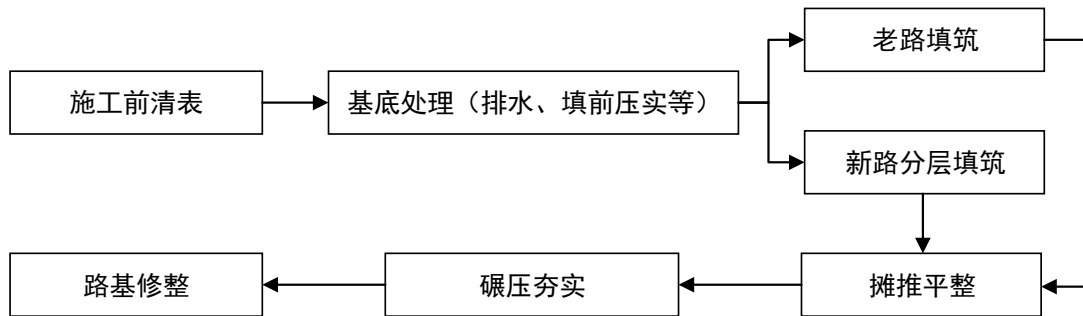 施工前清表
基底处理（排水、填前压实等）
老路填筑
新路分层填筑
摊推平整
碾压夯实
路基修整